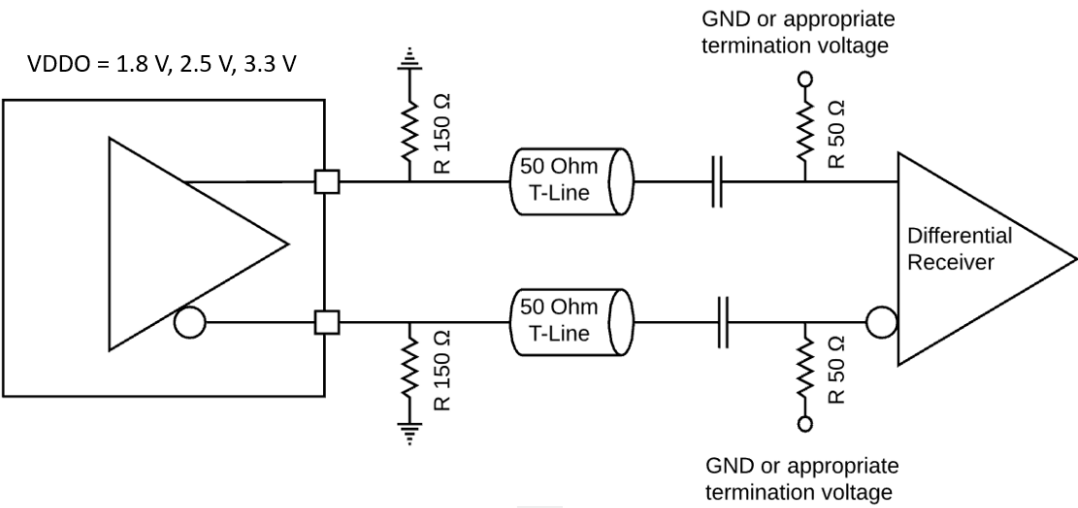 GND or appropriate
termination voltage
VDDO = 1.8 V, 2.5 V, 3.3 V
R 150 Ω
R 50 Ω
50 Ohm
T-Line
Differential
Receiver
50 Ohm
T-Line
R 150 Ω
R 50 Ω
GND or appropriate
termination voltage